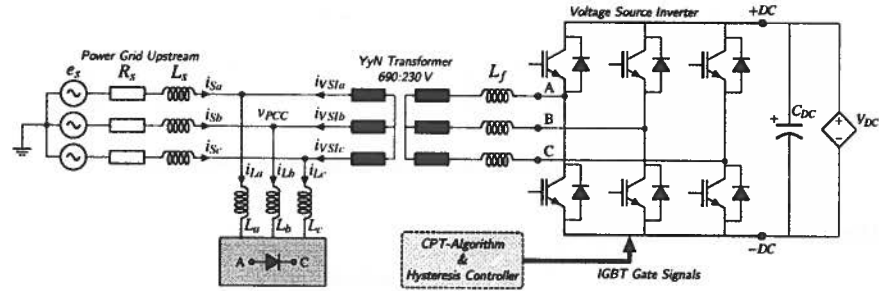 Voltage Source Inverter
+DC
Power Grid Upstream
YyN Transformer
690:230 V
e_s
R_s
L_s
i_Sa
i_VSIa
L_f
A
i_Sb
v_PCC
i_VSIb
B
+
C_DC
+
-
V_DC
i_Sc
i_VSIc
C
i_La
i_Lb
i_Lc
L_a
L_b
L_c
A
C
CPT-Algorithm
&
Hysteresis Controller
IGBT Gate Signals
-DC